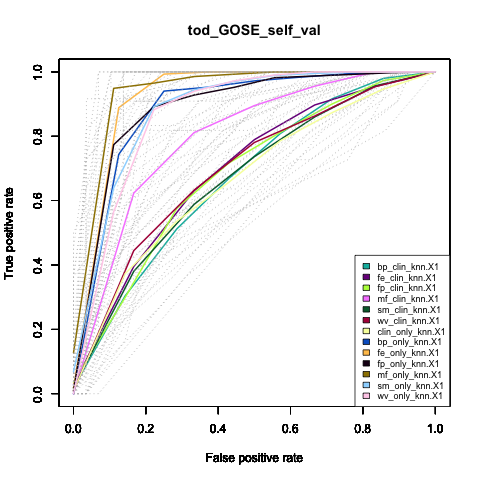 tod_GOSE_self_val
1.0
0.8
0.6
0.4
0.2
0.0
True positive rate
bp_clin_knn.X1
fe_clin_knn.X1
fp_clin_knn.X1
mf_clin_knn.X1
sm_clin_knn.X1
wv_clin_knn.X1
clin_only_knn.X1
bp_only_knn.X1
fe_only_knn.X1
fp_only_knn.X1
mf_only_knn.X1
sm_only_knn.X1
wv_only_knn.X1
0.0 0.2 0.4 0.6 0.8 1.0
False positive rate